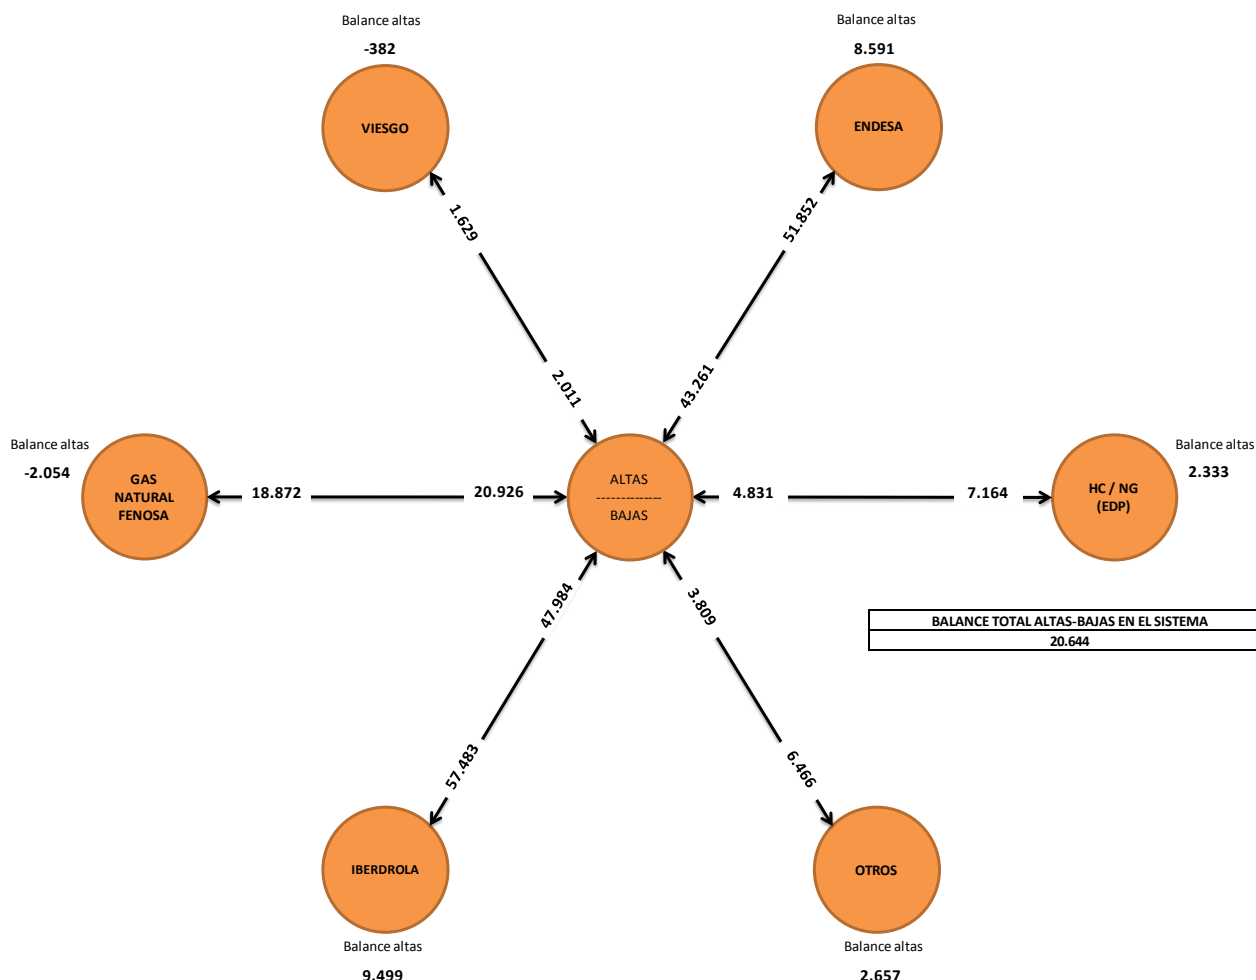 Balance altas
-382
Balance altas
8.591
VIESGO
ENDESA
1.629
51.852
2.011
43.261
Balance altas
-2.054
GAS
NATURAL
FENOSA
18.872
20.926
ALTAS
--------------
BAJAS
4.831
7.164
HC / NG
(EDP)
Balance altas
2.333
47.984
3.809
BALANCE TOTAL ALTAS-BAJAS EN EL SISTEMA
20.644
57.483
6.466
IBERDROLA
OTROS
Balance altas
9.499
Balance altas
2.657